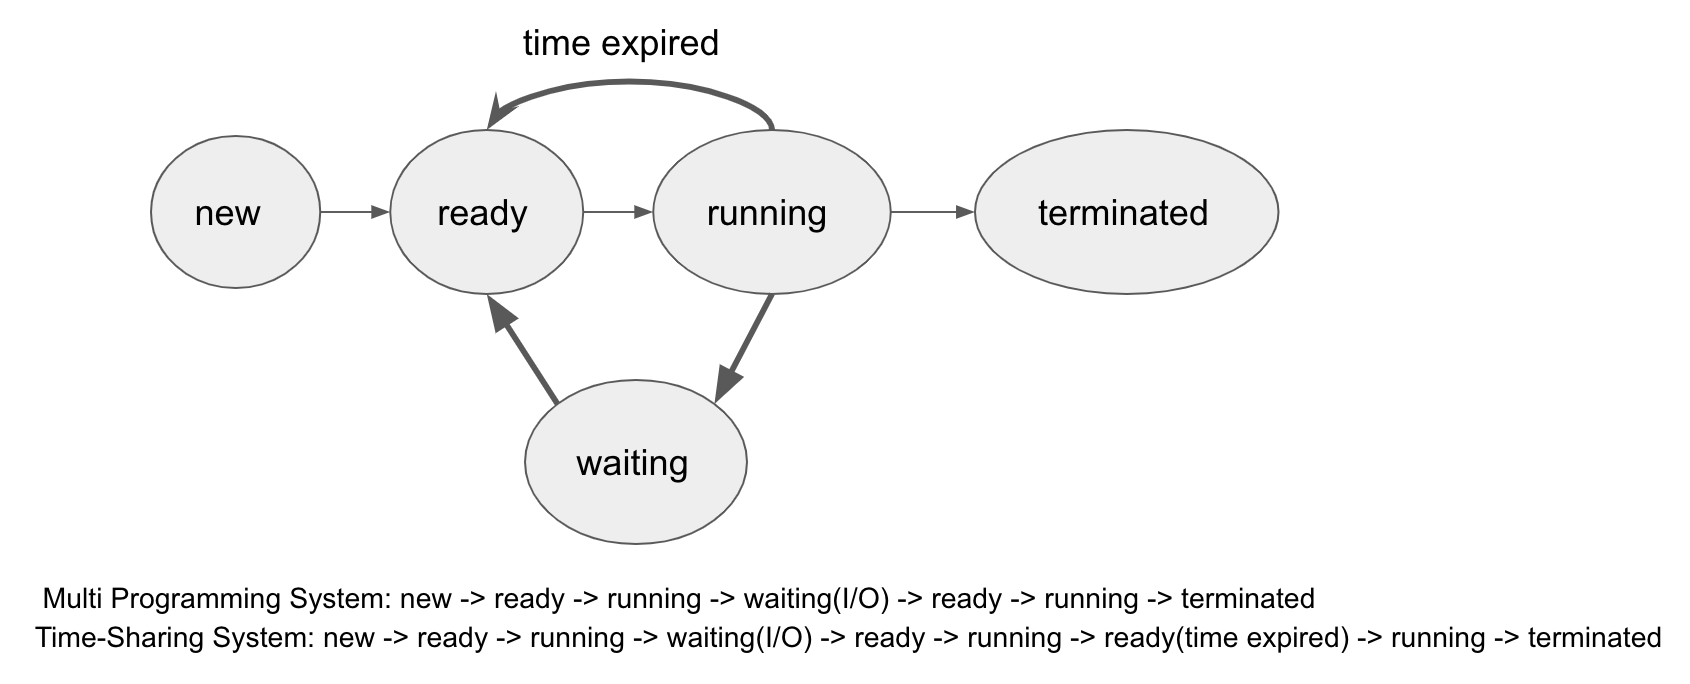 time expired
new
ready
running
terminated
waiting
Multi Programming System: new -> ready -> running -> waiting(I/O) -> ready -> running -> terminated
Time-Sharing System: new -> ready -> running -> waiting(I/O) -> ready -> running -> ready(time expired) -> running -> terminated